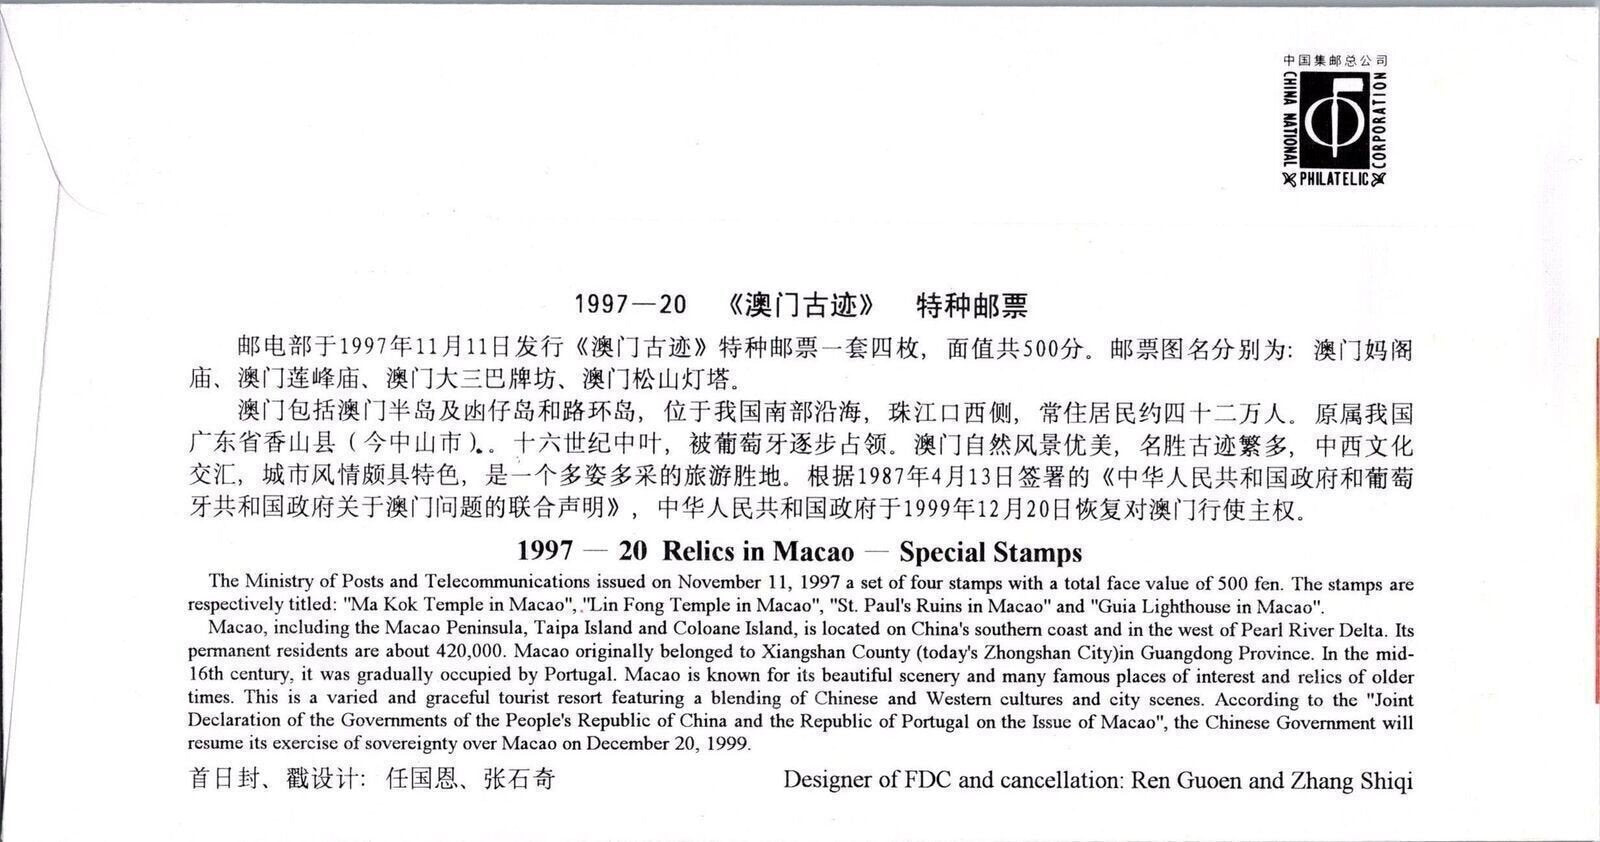 中国集邮总公司
CHINA NATIONAL
PHILATELIC
CORPORATION
1997—20 《澳门古迹》 特种邮票
邮电部于1997年11月11日发行《澳门古迹》特种邮票一套四枚，面值共500分。邮票图名分别为：澳门妈阁
庙、澳门莲峰庙、澳门大三巴牌坊、澳门松山灯塔。
澳门包括澳门半岛及凼仔岛和路环岛，位于我国南部沿海，珠江口西侧，常住居民约四十二万人。原属我国
广东省香山县（今中山市）。十六世纪中叶，被葡萄牙逐步占领。澳门自然风景优美，名胜古迹繁多，中西文化
交汇，城市风情颇具特色，是一个多姿多采的旅游胜地。根据1987年4月13日签署的《中华人民共和国政府和葡萄
牙共和国政府关于澳门问题的联合声明》，中华人民共和国政府于1999年12月20日恢复对澳门行使主权。
1997 — 20 Relics in Macao — Special Stamps
The Ministry of Posts and Telecommunications issued on November 11, 1997 a set of four stamps with a total face value of 500 fen. The stamps are
respectively titled: "Ma Kok Temple in Macao", "Lin Fong Temple in Macao", "St. Paul's Ruins in Macao" and "Guia Lighthouse in Macao".
Macao, including the Macao Peninsula, Taipa Island and Coloane Island, is located on China's southern coast and in the west of Pearl River Delta. Its
permanent residents are about 420,000. Macao originally belonged to Xiangshan County (today's Zhongshan City)in Guangdong Province. In the mid-
16th century, it was gradually occupied by Portugal. Macao is known for its beautiful scenery and many famous places of interest and relics of older
times. This is a varied and graceful tourist resort featuring a blending of Chinese and Western cultures and city scenes. According to the "Joint
Declaration of the Governments of the People's Republic of China and the Republic of Portugal on the Issue of Macao", the Chinese Government will
resume its exercise of sovereignty over Macao on December 20, 1999.
首日封、戳设计：任国恩、张石奇
Designer of FDC and cancellation: Ren Guoen and Zhang Shiqi